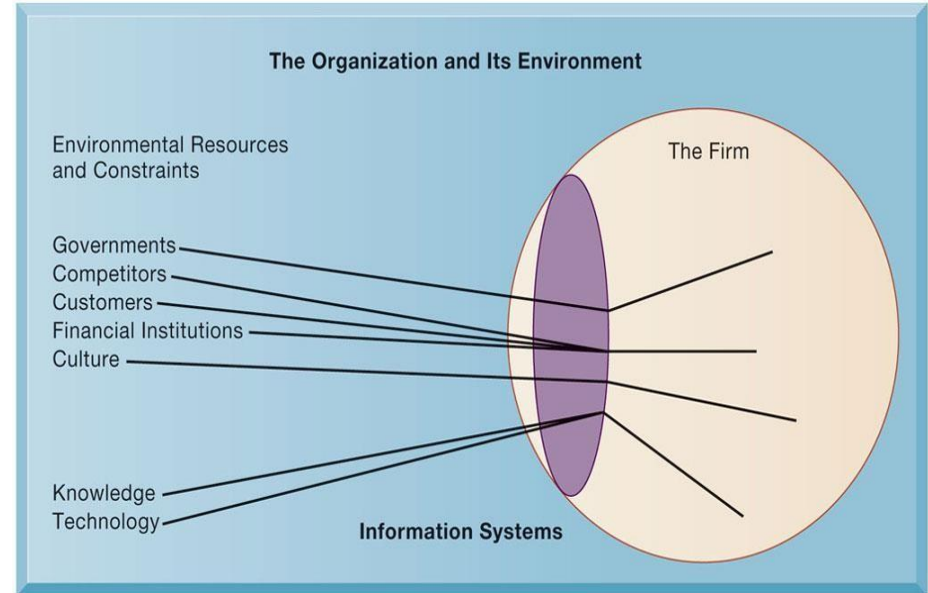 The Organization and Its Environment
Environmental Resources
and Constraints
The Firm
Governments
Competitors
Customers
Financial Institutions
Culture
Knowledge
Technology
Information Systems